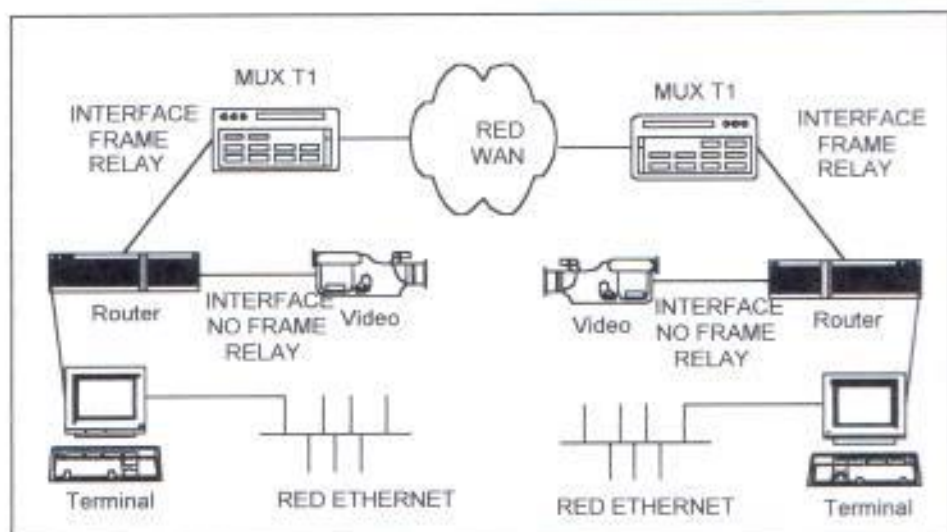 MUX T1
INTERFACE
FRAME
RELAY
RED
WAN
MUX T1
INTERFACE
FRAME
RELAY
Router
INTERFACE
NO FRAME
RELAY
Video
Video
INTERFACE
NO FRAME
RELAY
Router
Terminal
RED ETHERNET
RED ETHERNET
Terminal